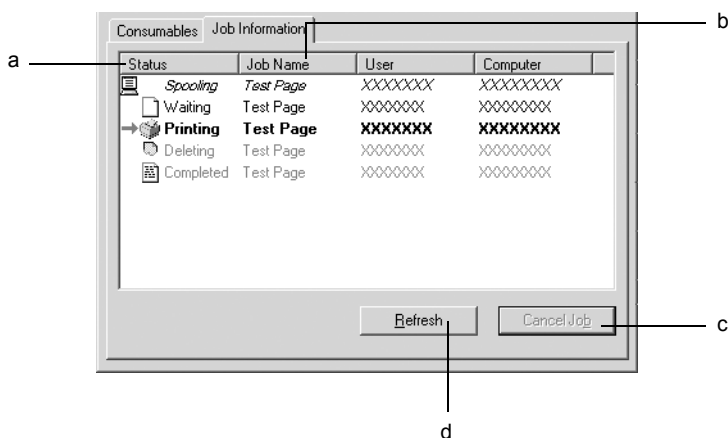 b
Consumables Job Information
a
Status Job Name User Computer
Spooling Test Page XXXXXXX XXXXXXXX
Waiting Test Page XXXXXXX XXXXXXXX
Printing Test Page XXXXXXX XXXXXXXX
Deleting Test Page XXXXXXX XXXXXXXX
Completed Test Page XXXXXXX XXXXXXXX
Refresh Cancel Job
c
d